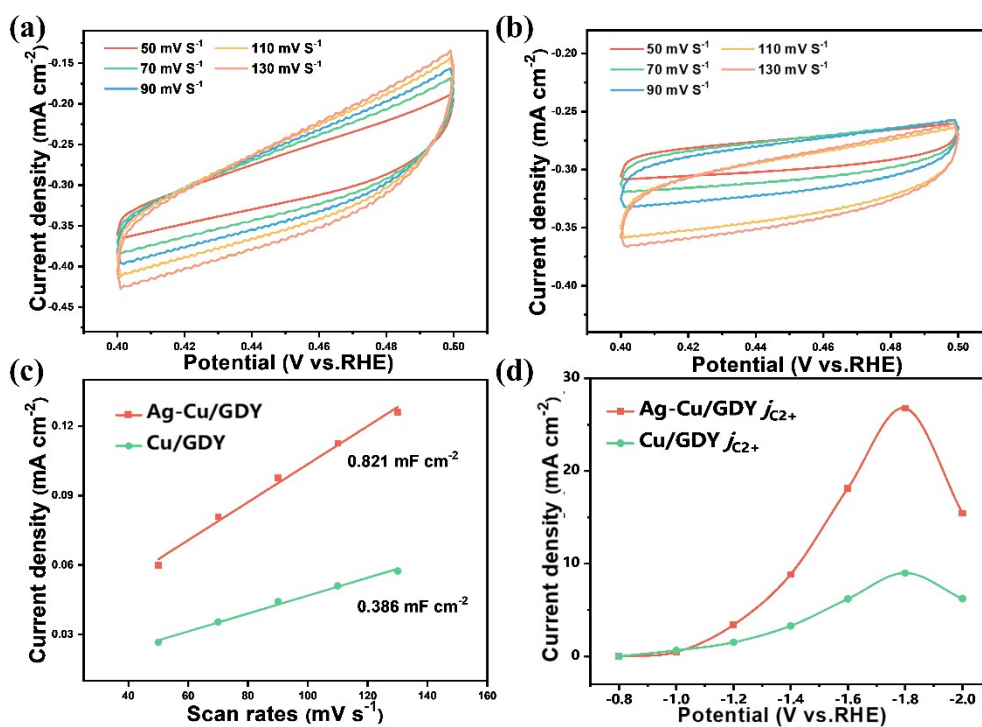 (a)
50 mV S⁻¹ 110 mV S⁻¹
70 mV S⁻¹ 130 mV S⁻¹
90 mV S⁻¹
Current density (mA cm⁻²)
-0.15
-0.20
-0.25
-0.30
-0.35
-0.40
-0.45
0.40 0.42 0.44 0.46 0.48 0.50
Potential (V vs.RHE)
(b)
50 mV S⁻¹ 110 mV S⁻¹
70 mV S⁻¹ 130 mV S⁻¹
90 mV S⁻¹
Current density (mA cm⁻²)
-0.20
-0.25
-0.30
-0.35
-0.40
0.40 0.42 0.44 0.46 0.48 0.50
Potential (V vs.RHE)
(c)
Ag-Cu/GDY
Cu/GDY
0.821 mF cm⁻²
0.386 mF cm⁻²
Current density (mA cm⁻²)
0.12
0.09
0.06
0.03
40 60 80 100 120 140 160
Scan rates (mV s⁻¹)
(d)
Ag-Cu/GDY jC2+
Cu/GDY jC2+
Current density (mA cm⁻²)
30
20
10
0
-0.8 -1.0 -1.2 -1.4 -1.6 -1.8 -2.0
Potential (V vs.RHE)